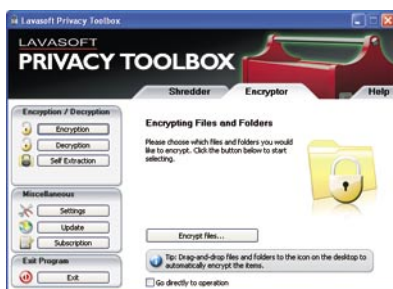 Lavasoft Privacy Toolbox
LAVASOFT
PRIVACY TOOLBOX
Shredder Encryptor Help
Encryption / Decryption
Encryption
Decryption
Self Extraction
Miscellaneous
Settings
Update
Subscription
Exit Program
Exit
Encrypting Files and Folders
Please choose which files and folders you would
like to encrypt. Click the button below to start
selecting.
Encrypt files...
Tip: Drag-and-drop files and folders to the icon on the desktop to
automatically encrypt the items.
Go directly to operation